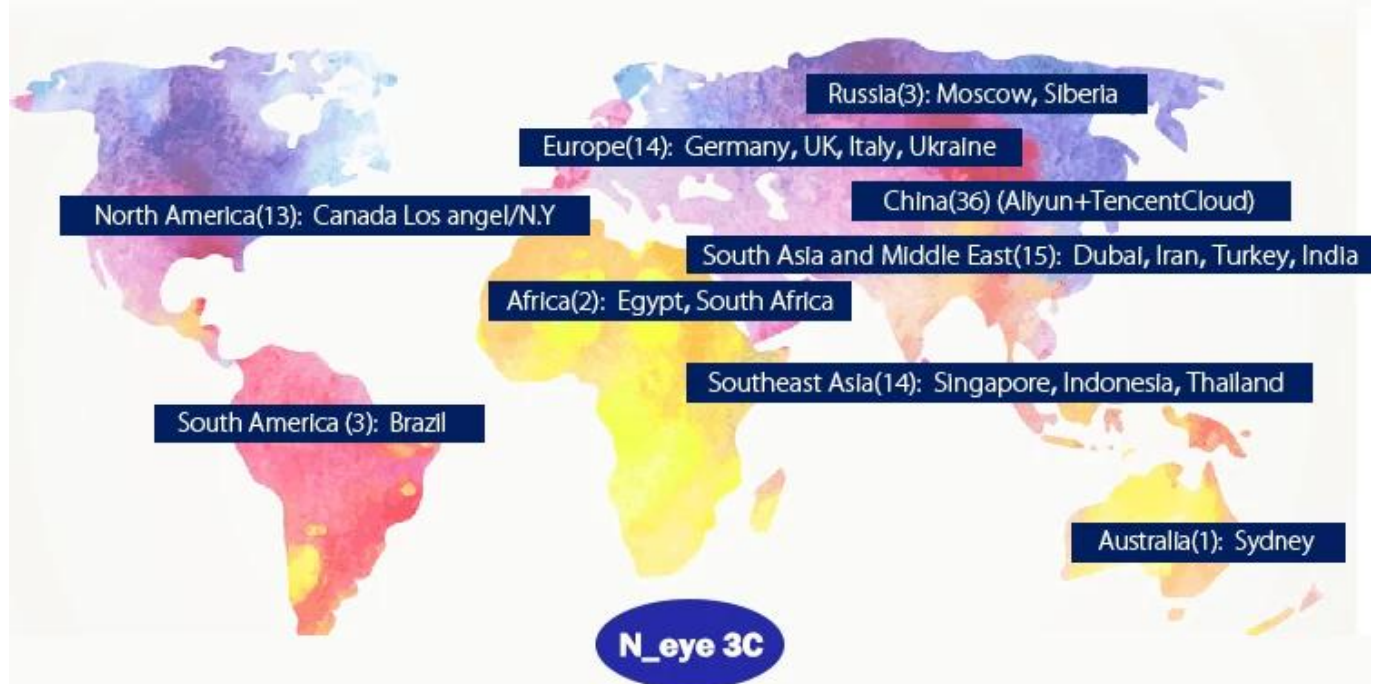 Russia(3): Moscow, Siberia
Europe(14): Germany, UK, Italy, Ukraine
China(36) (Aliyun+TencentCloud)
North America(13): Canada Los angel/N.Y
South Asia and Middle East(15): Dubai, Iran, Turkey, India
Africa(2): Egypt, South Africa
Southeast Asia(14): Singapore, Indonesia, Thailand
South America (3): Brazil
Australia(1): Sydney
N_eye 3C